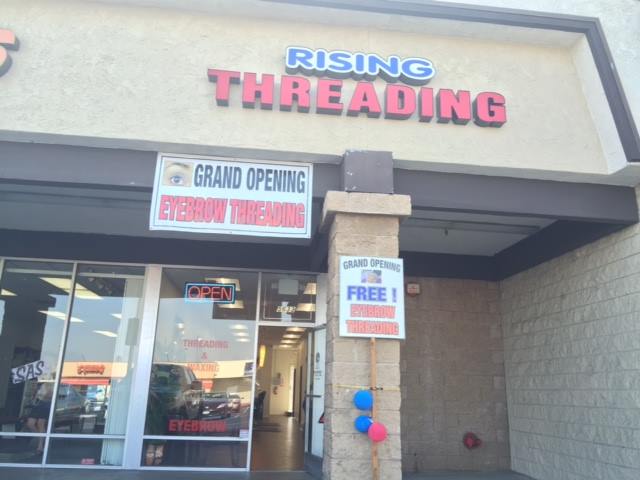 S
RISING
THREADING
GRAND OPENING
EYEBROW THREADING
GRAND OPENING
FREE !
EYEBROW
THREADING
OPEN
THREADING
&
WAXING
EYEBROW